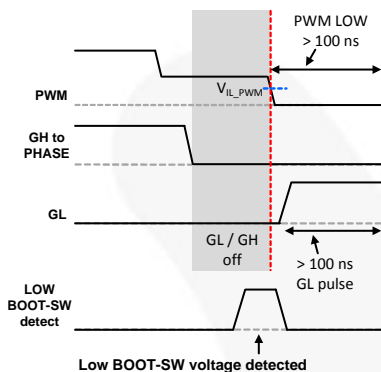 PWM LOW
> 100 ns
V_IL_PWM
PWM
GH to
PHASE
GL
GL / GH
off
> 100 ns
GL pulse
LOW
BOOT-SW
detect
Low BOOT-SW voltage detected